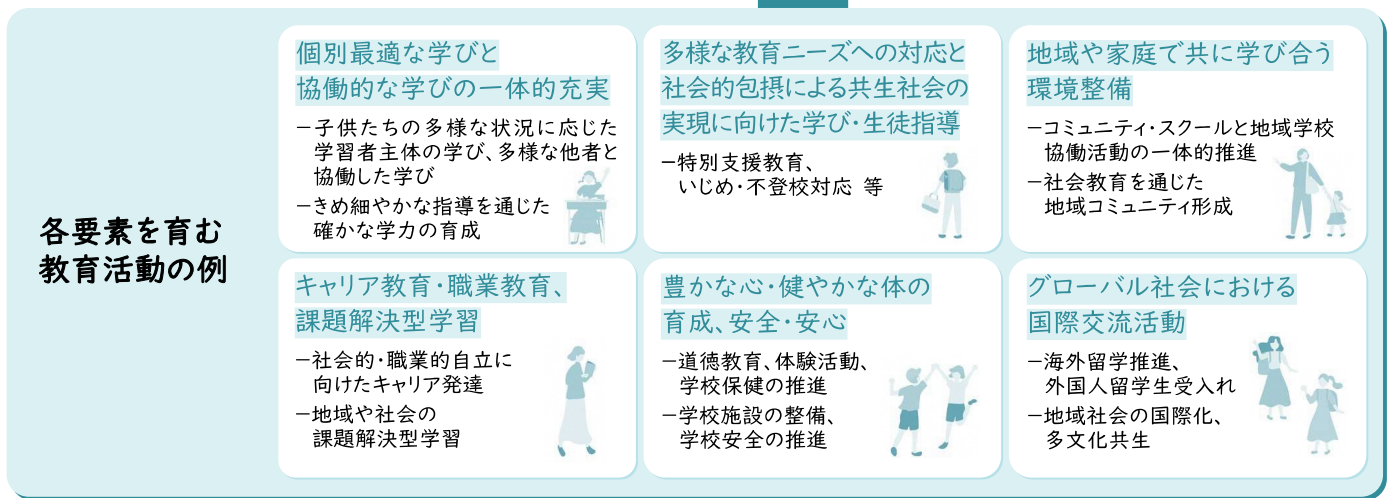 各要素を育む
教育活動の例
個別最適な学びと
協働的な学びの一体的充実
－子供たちの多様な状況に応じた
学習者主体の学び、多様な他者と
協働した学び
－きめ細やかな指導を通じた
確かな学力の育成
多様な教育ニーズへの対応と
社会的包摂による共生社会の
実現に向けた学び・生徒指導
－特別支援教育、
いじめ・不登校対応 等
地域や家庭で共に学び合う
環境整備
－コミュニティ・スクールと地域学校
協働活動の一体的推進
－社会教育を通じた
地域コミュニティ形成
キャリア教育・職業教育、
課題解決型学習
－社会的・職業的自立に
向けたキャリア発達
－地域や社会の
課題解決型学習
豊かな心・健やかな体の
育成、安全・安心
－道徳教育、体験活動、
学校保健の推進
－学校施設の整備、
学校安全の推進
グローバル社会における
国際交流活動
－海外留学推進、
外国人留学生受入れ
－地域社会の国際化、
多文化共生